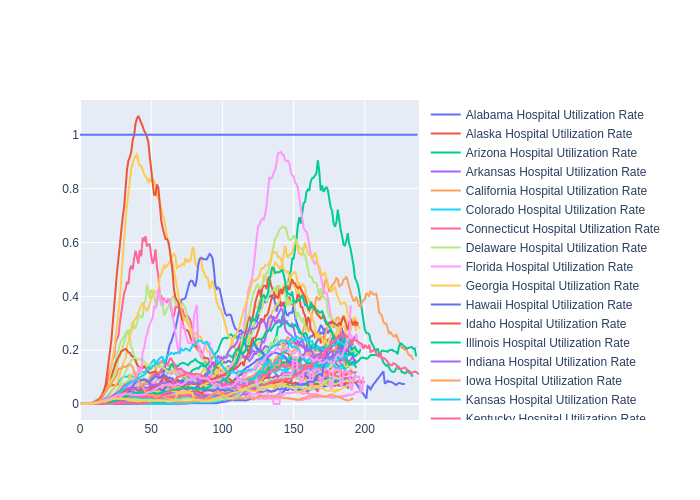 1
0.8
0.6
0.4
0.2
0
0 50 100 150 200
Alabama Hospital Utilization Rate
Alaska Hospital Utilization Rate
Arizona Hospital Utilization Rate
Arkansas Hospital Utilization Rate
California Hospital Utilization Rate
Colorado Hospital Utilization Rate
Connecticut Hospital Utilization Rate
Delaware Hospital Utilization Rate
Florida Hospital Utilization Rate
Georgia Hospital Utilization Rate
Hawaii Hospital Utilization Rate
Idaho Hospital Utilization Rate
Illinois Hospital Utilization Rate
Indiana Hospital Utilization Rate
Iowa Hospital Utilization Rate
Kansas Hospital Utilization Rate
Kentucky Hospital Utilization Rate